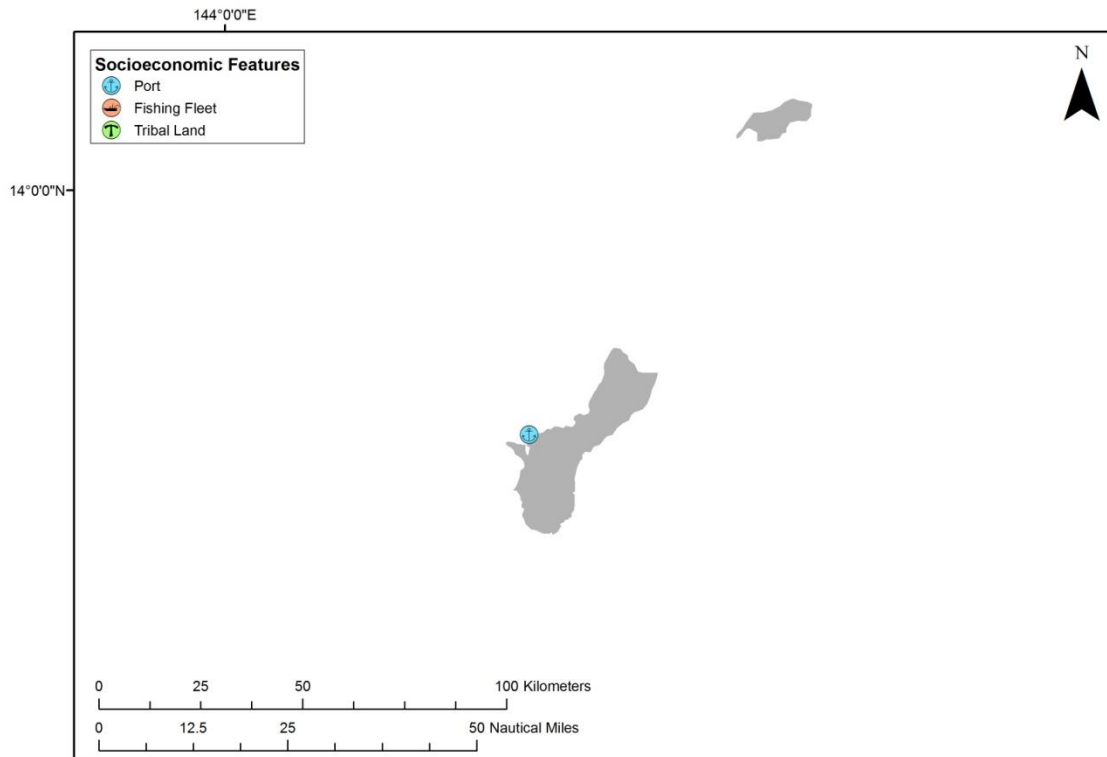 144°0'0"E
N
Socioeconomic Features
Port
Fishing Fleet
Tribal Land
14°0'0"N
0 25 50 100 Kilometers
0 12.5 25 50 Nautical Miles